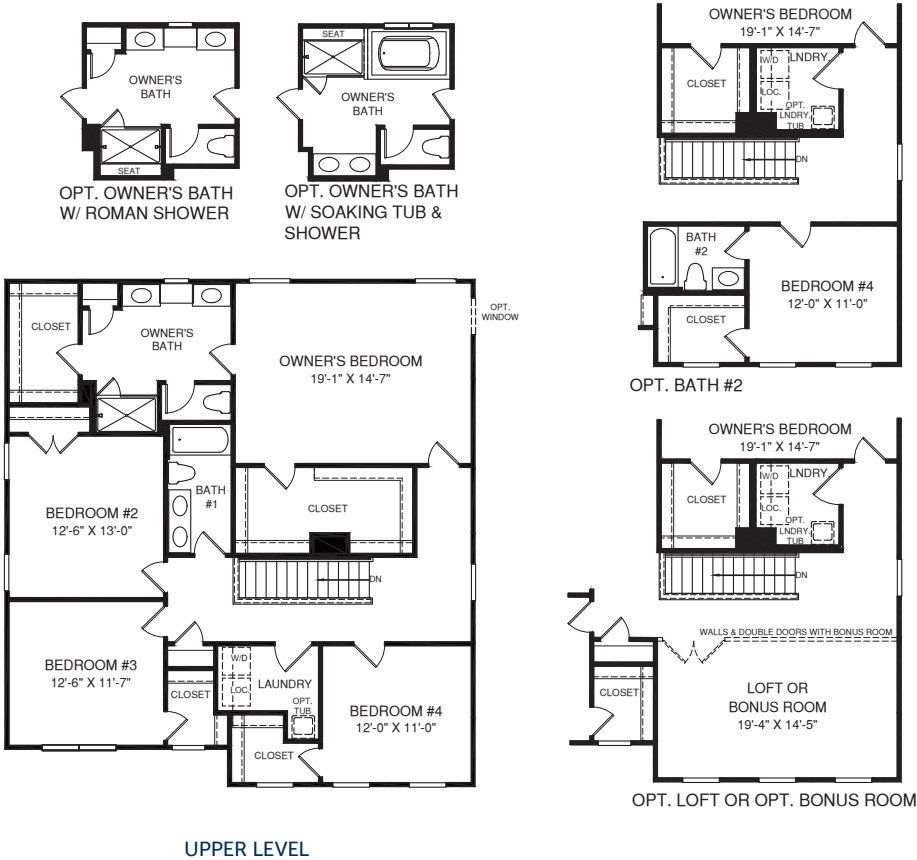 SEAT
OWNER'S
BATH
OWNER'S
BATH
SEAT
OPT. OWNER'S BATH
W/ ROMAN SHOWER
OPT. OWNER'S BATH
W/ SOAKING TUB &
SHOWER
OWNER'S BEDROOM
19'-1" X 14'-7"
CLOSET
W/D
LNDRY.
LOC.
OPT.
LNDRY.
TUB
DN
BATH
#2
BEDROOM #4
12'-0" X 11'-0"
CLOSET
OPT. BATH #2
CLOSET
OWNER'S
BATH
OPT.
WINDOW
OWNER'S BEDROOM
19'-1" X 14'-7"
BEDROOM #2
12'-6" X 13'-0"
BATH
#1
CLOSET
DN
BEDROOM #3
12'-6" X 11'-7"
CLOSET
W/D
LOC.
LAUNDRY
OPT.
TUB
BEDROOM #4
12'-0" X 11'-0"
CLOSET
OWNER'S BEDROOM
19'-1" X 14'-7"
CLOSET
W/D
LNDRY.
LOC.
OPT.
LNDRY.
TUB
DN
WALLS & DOUBLE DOORS WITH BONUS ROOM
CLOSET
LOFT OR
BONUS ROOM
19'-4" X 14'-5"
OPT. LOFT OR OPT. BONUS ROOM
UPPER LEVEL